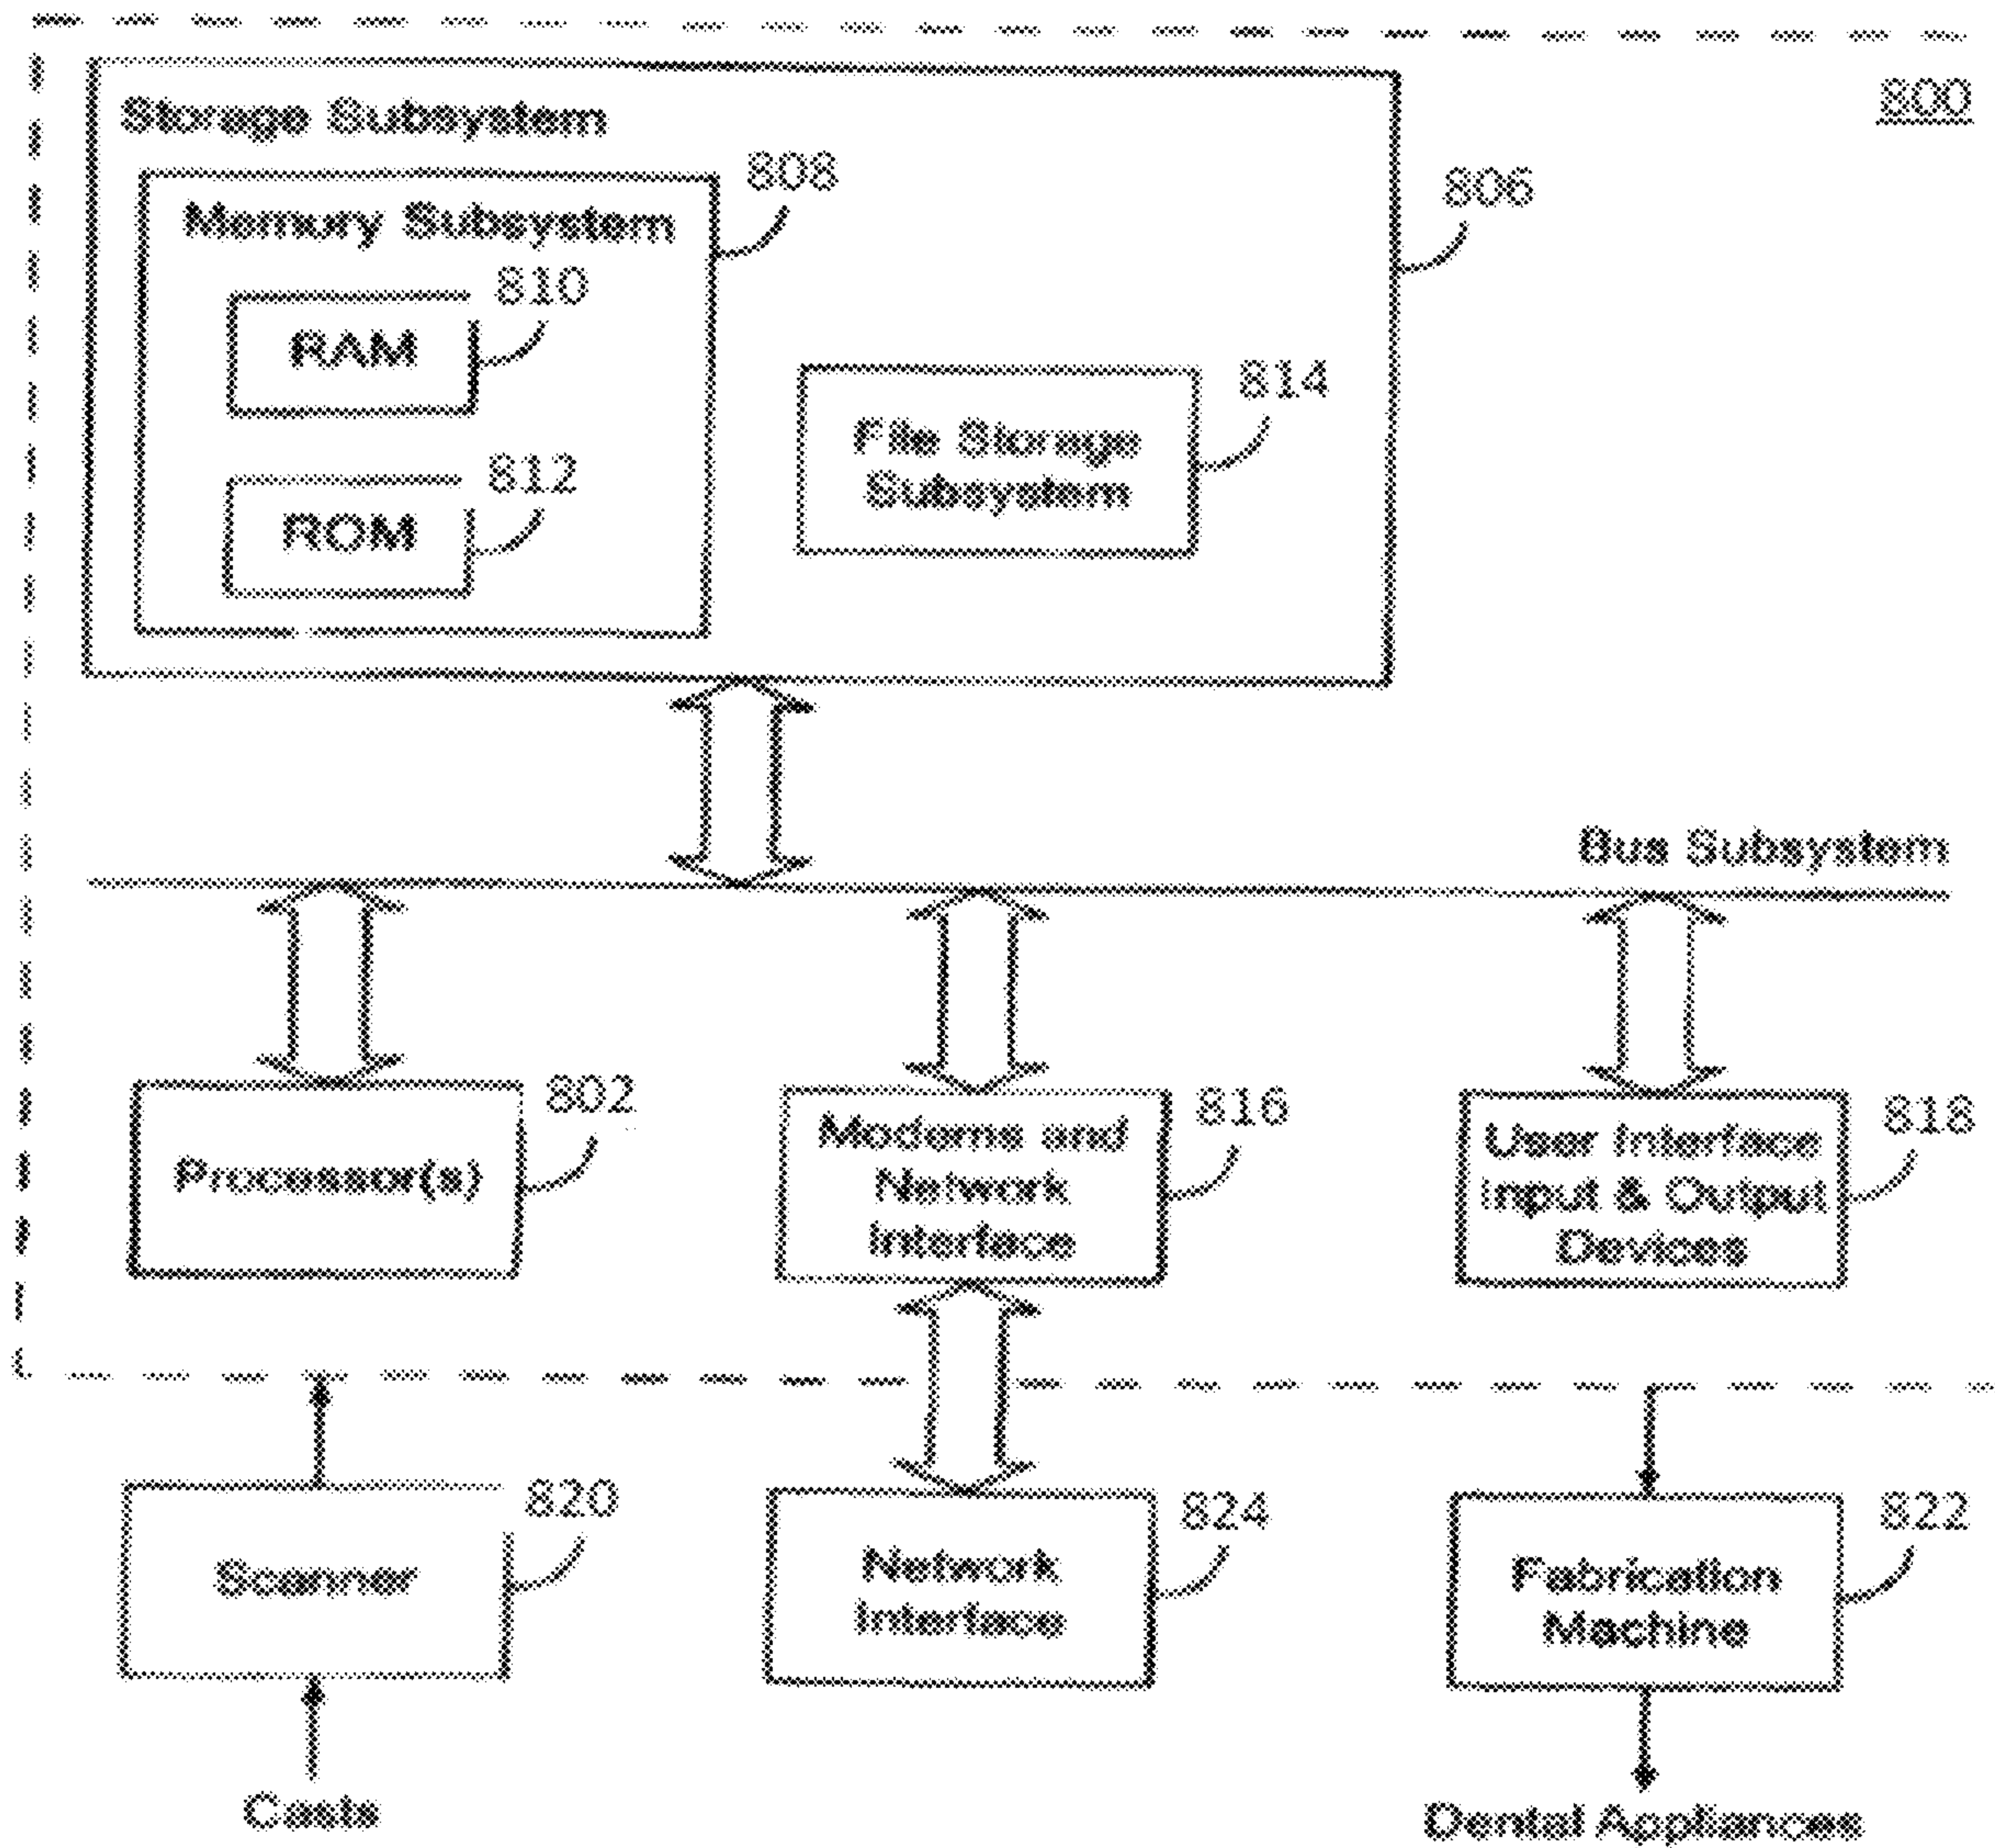 800
Storage Subsystem
808
806
Memury Subsystem
810
RAM
814
File Storage
Subsystem
812
ROM
Bus Subsystem
802
Processor(s)
816
Modems and
Network
Interface
818
User Interface
Input & Output
Devices
820
Scanner
824
Network
Interface
822
Fabrication
Machine
Casts
Dental Appliances